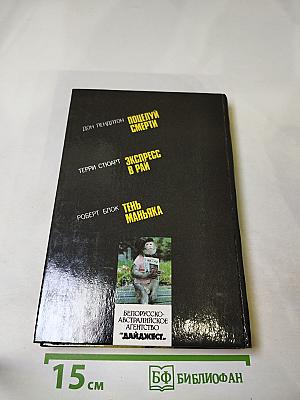 ДОН ПЕНДЛТОН ПОЦЕЛУЙ
СМЕРТИ
ТЕРРИ СТЮАРТ ЭКСПРЕСС
В РАЙ
РОБЕРТ БЛОК ТЕНЬ
МАНЬЯКА
БЕЛОРУССКО-
АВСТРАЛИЙСКОЕ
АГЕНТСТВО
"ДАЙДЖЕСТ"
15 см
БФ БИБЛИОФАН